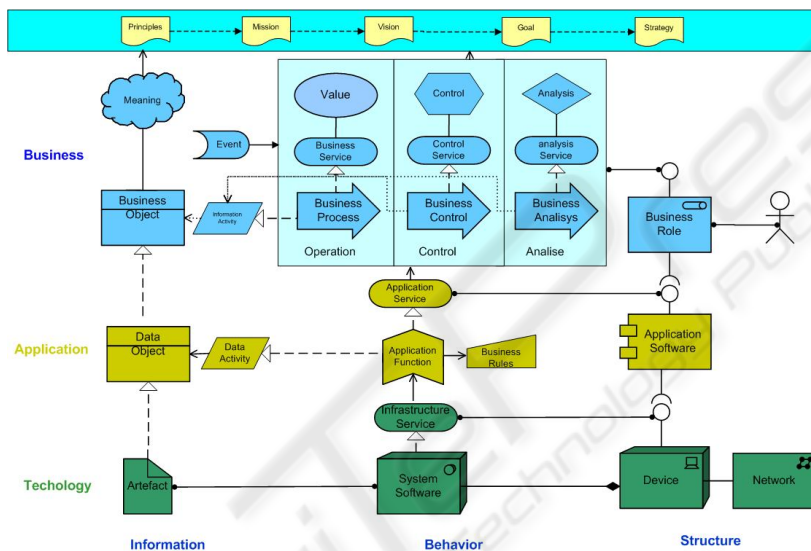 Principles
Mission
Vision
Goal
Strategy
Meaning
Value
Control
Analysis
Business
Event
Business
Service
Control
Service
analysis
Service
Business
Object
Information
Activity
Business
Process
Business
Control
Business
Analisys
Business
Role
Operation
Control
Analise
Application
Service
Application
Data
Object
Data
Activity
Application
Function
Business
Rules
Application
Software
Infrastructure
Service
Techology
Artefact
System
Software
Device
Network
Information
Behavior
Structure